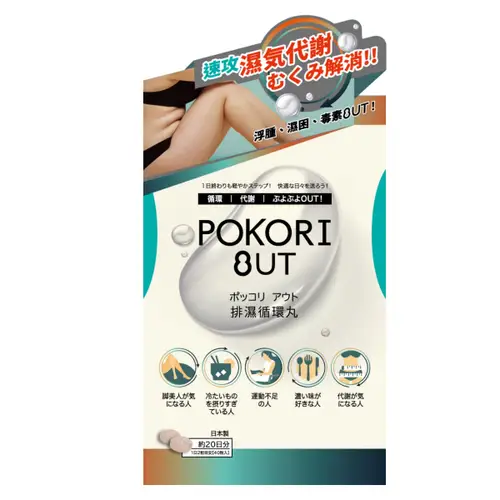 速攻濕気代謝
むくみ解消!!
浮腫、濕困、毒素8UT!
1日終わりも軽やかステップ! 快適な日々を送ろう!
循環 | 代謝 | ぷよぷよOUT!
POKORI
8UT
ポッコリ アウト
排濕循環丸
脚美人が気
になる人
冷たいもの
を摂りすぎ
ている人
運動不足
の人
濃い味が
好きな人
代謝が気
になる人
日本製
約20日分